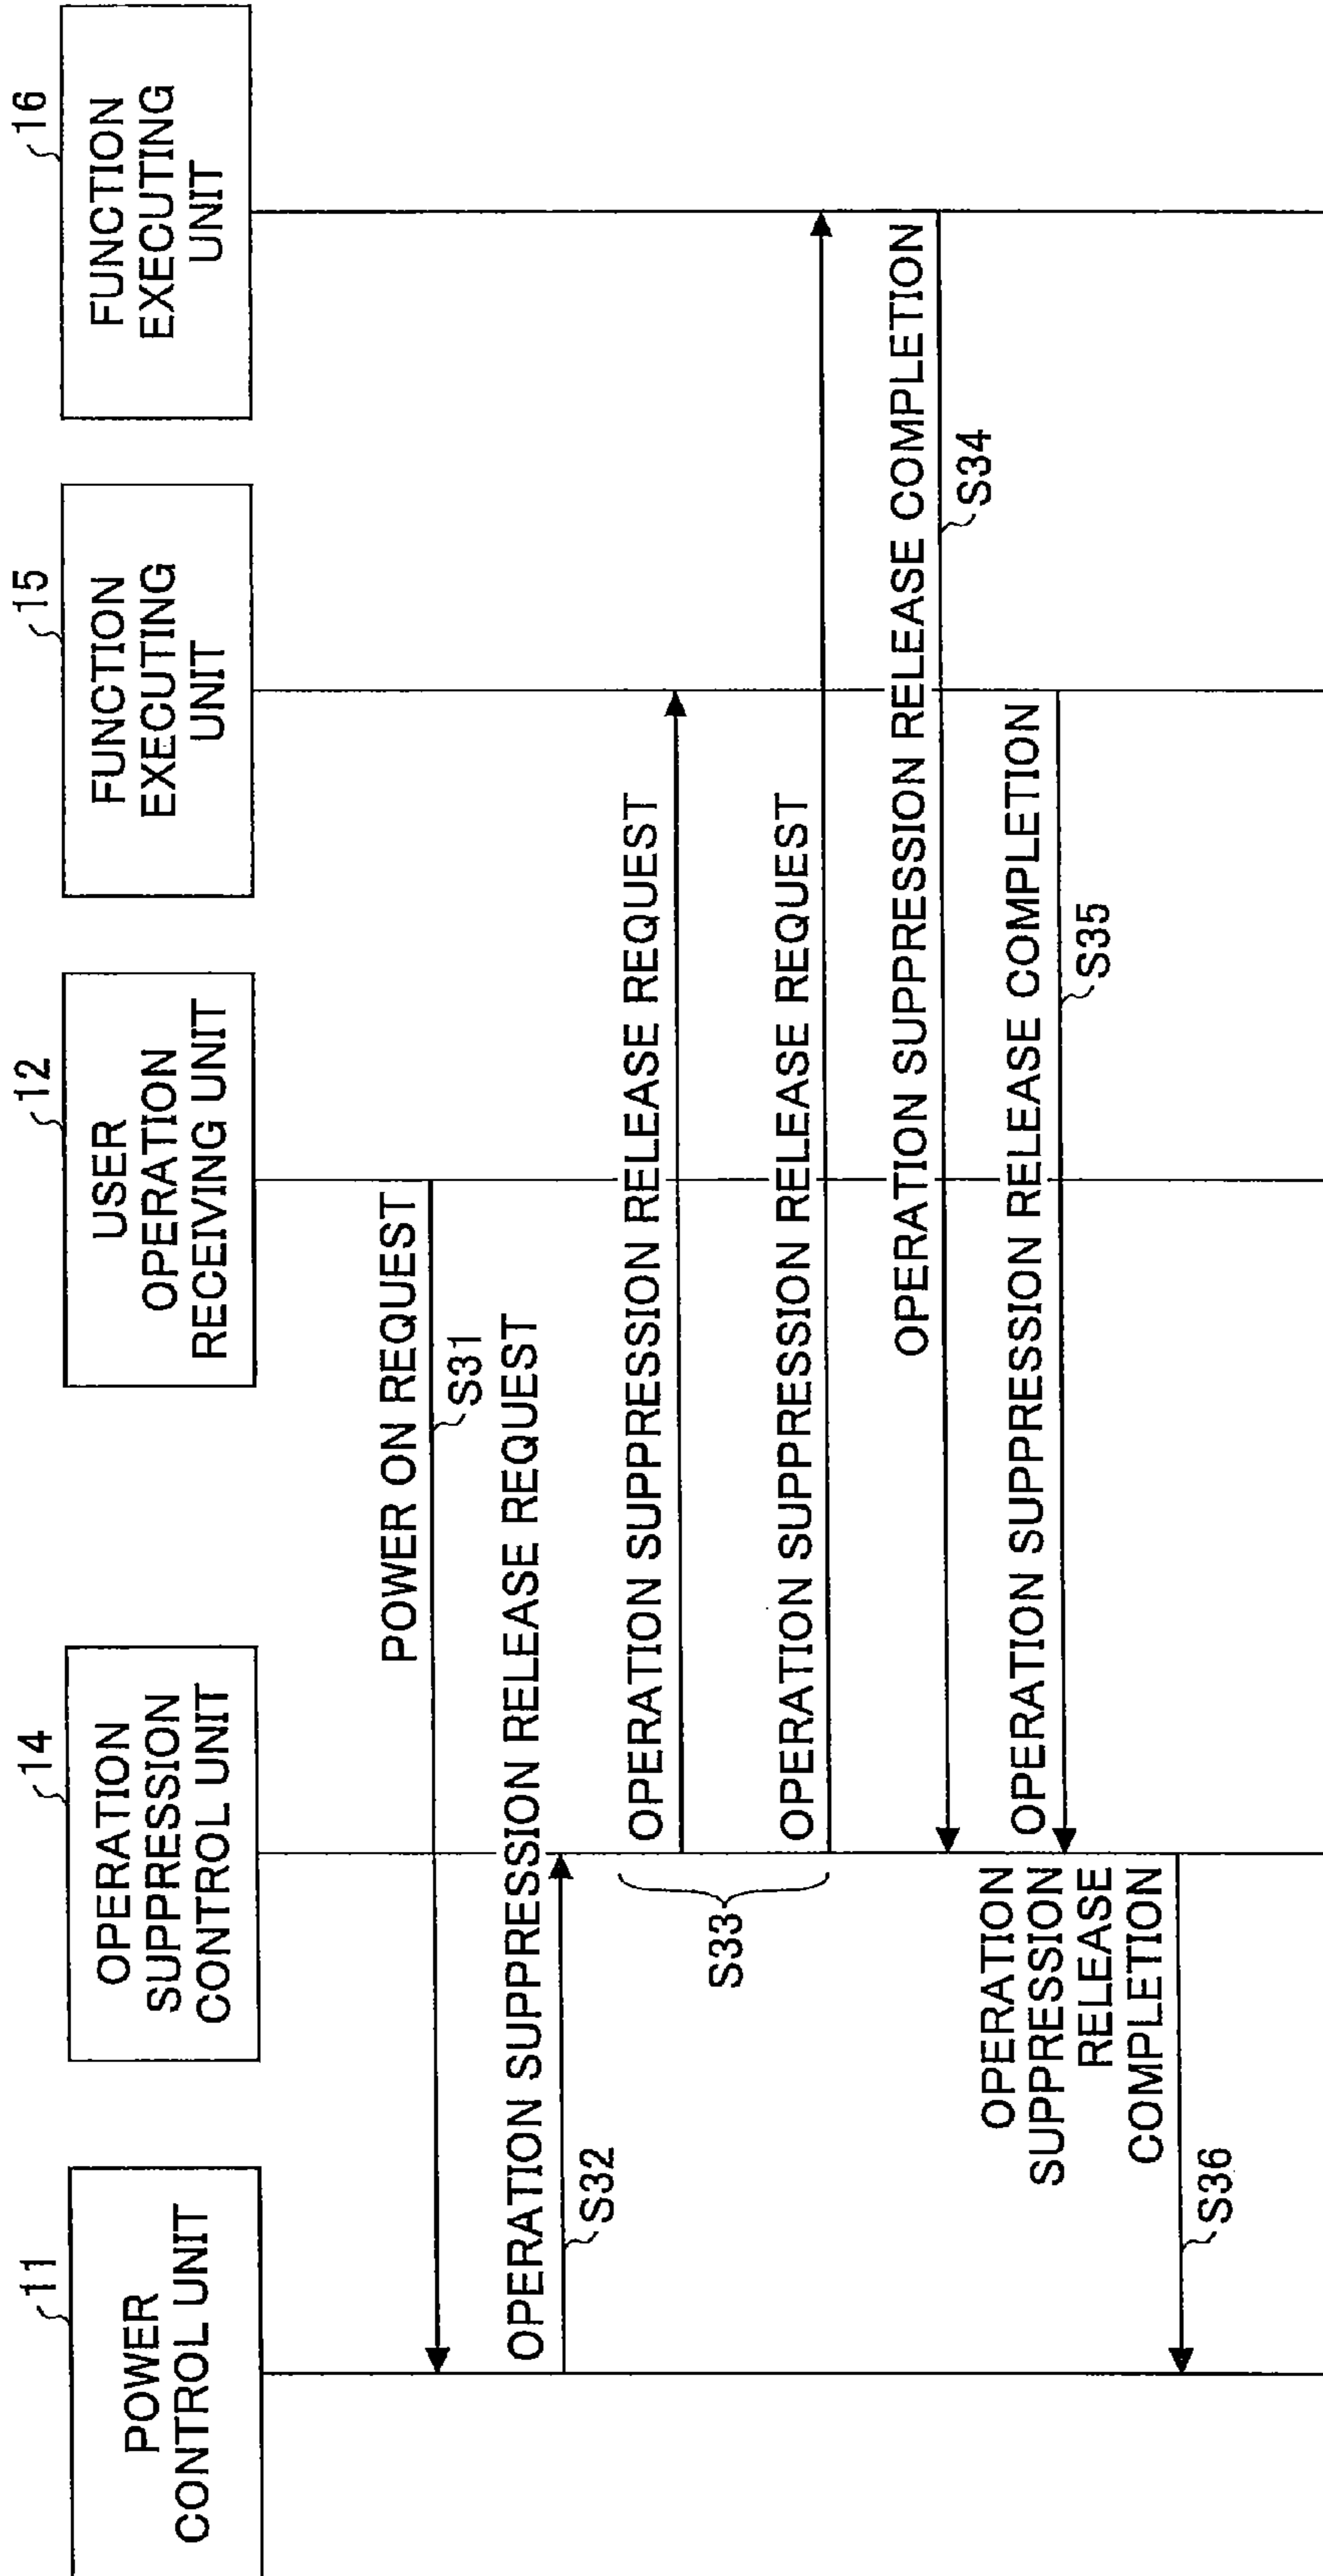 11
POWER
CONTROL UNIT
14
OPERATION
SUPPRESSION
CONTROL UNIT
12
USER
OPERATION
RECEIVING UNIT
15
FUNCTION
EXECUTING
UNIT
16
FUNCTION
EXECUTING
UNIT
POWER ON REQUEST
S31
OPERATION SUPPRESSION RELEASE REQUEST
S32
OPERATION SUPPRESSION RELEASE REQUEST
S33
OPERATION SUPPRESSION RELEASE REQUEST
OPERATION SUPPRESSION RELEASE COMPLETION
S34
OPERATION SUPPRESSION RELEASE COMPLETION
S35
OPERATION
SUPPRESSION
RELEASE
COMPLETION
S36